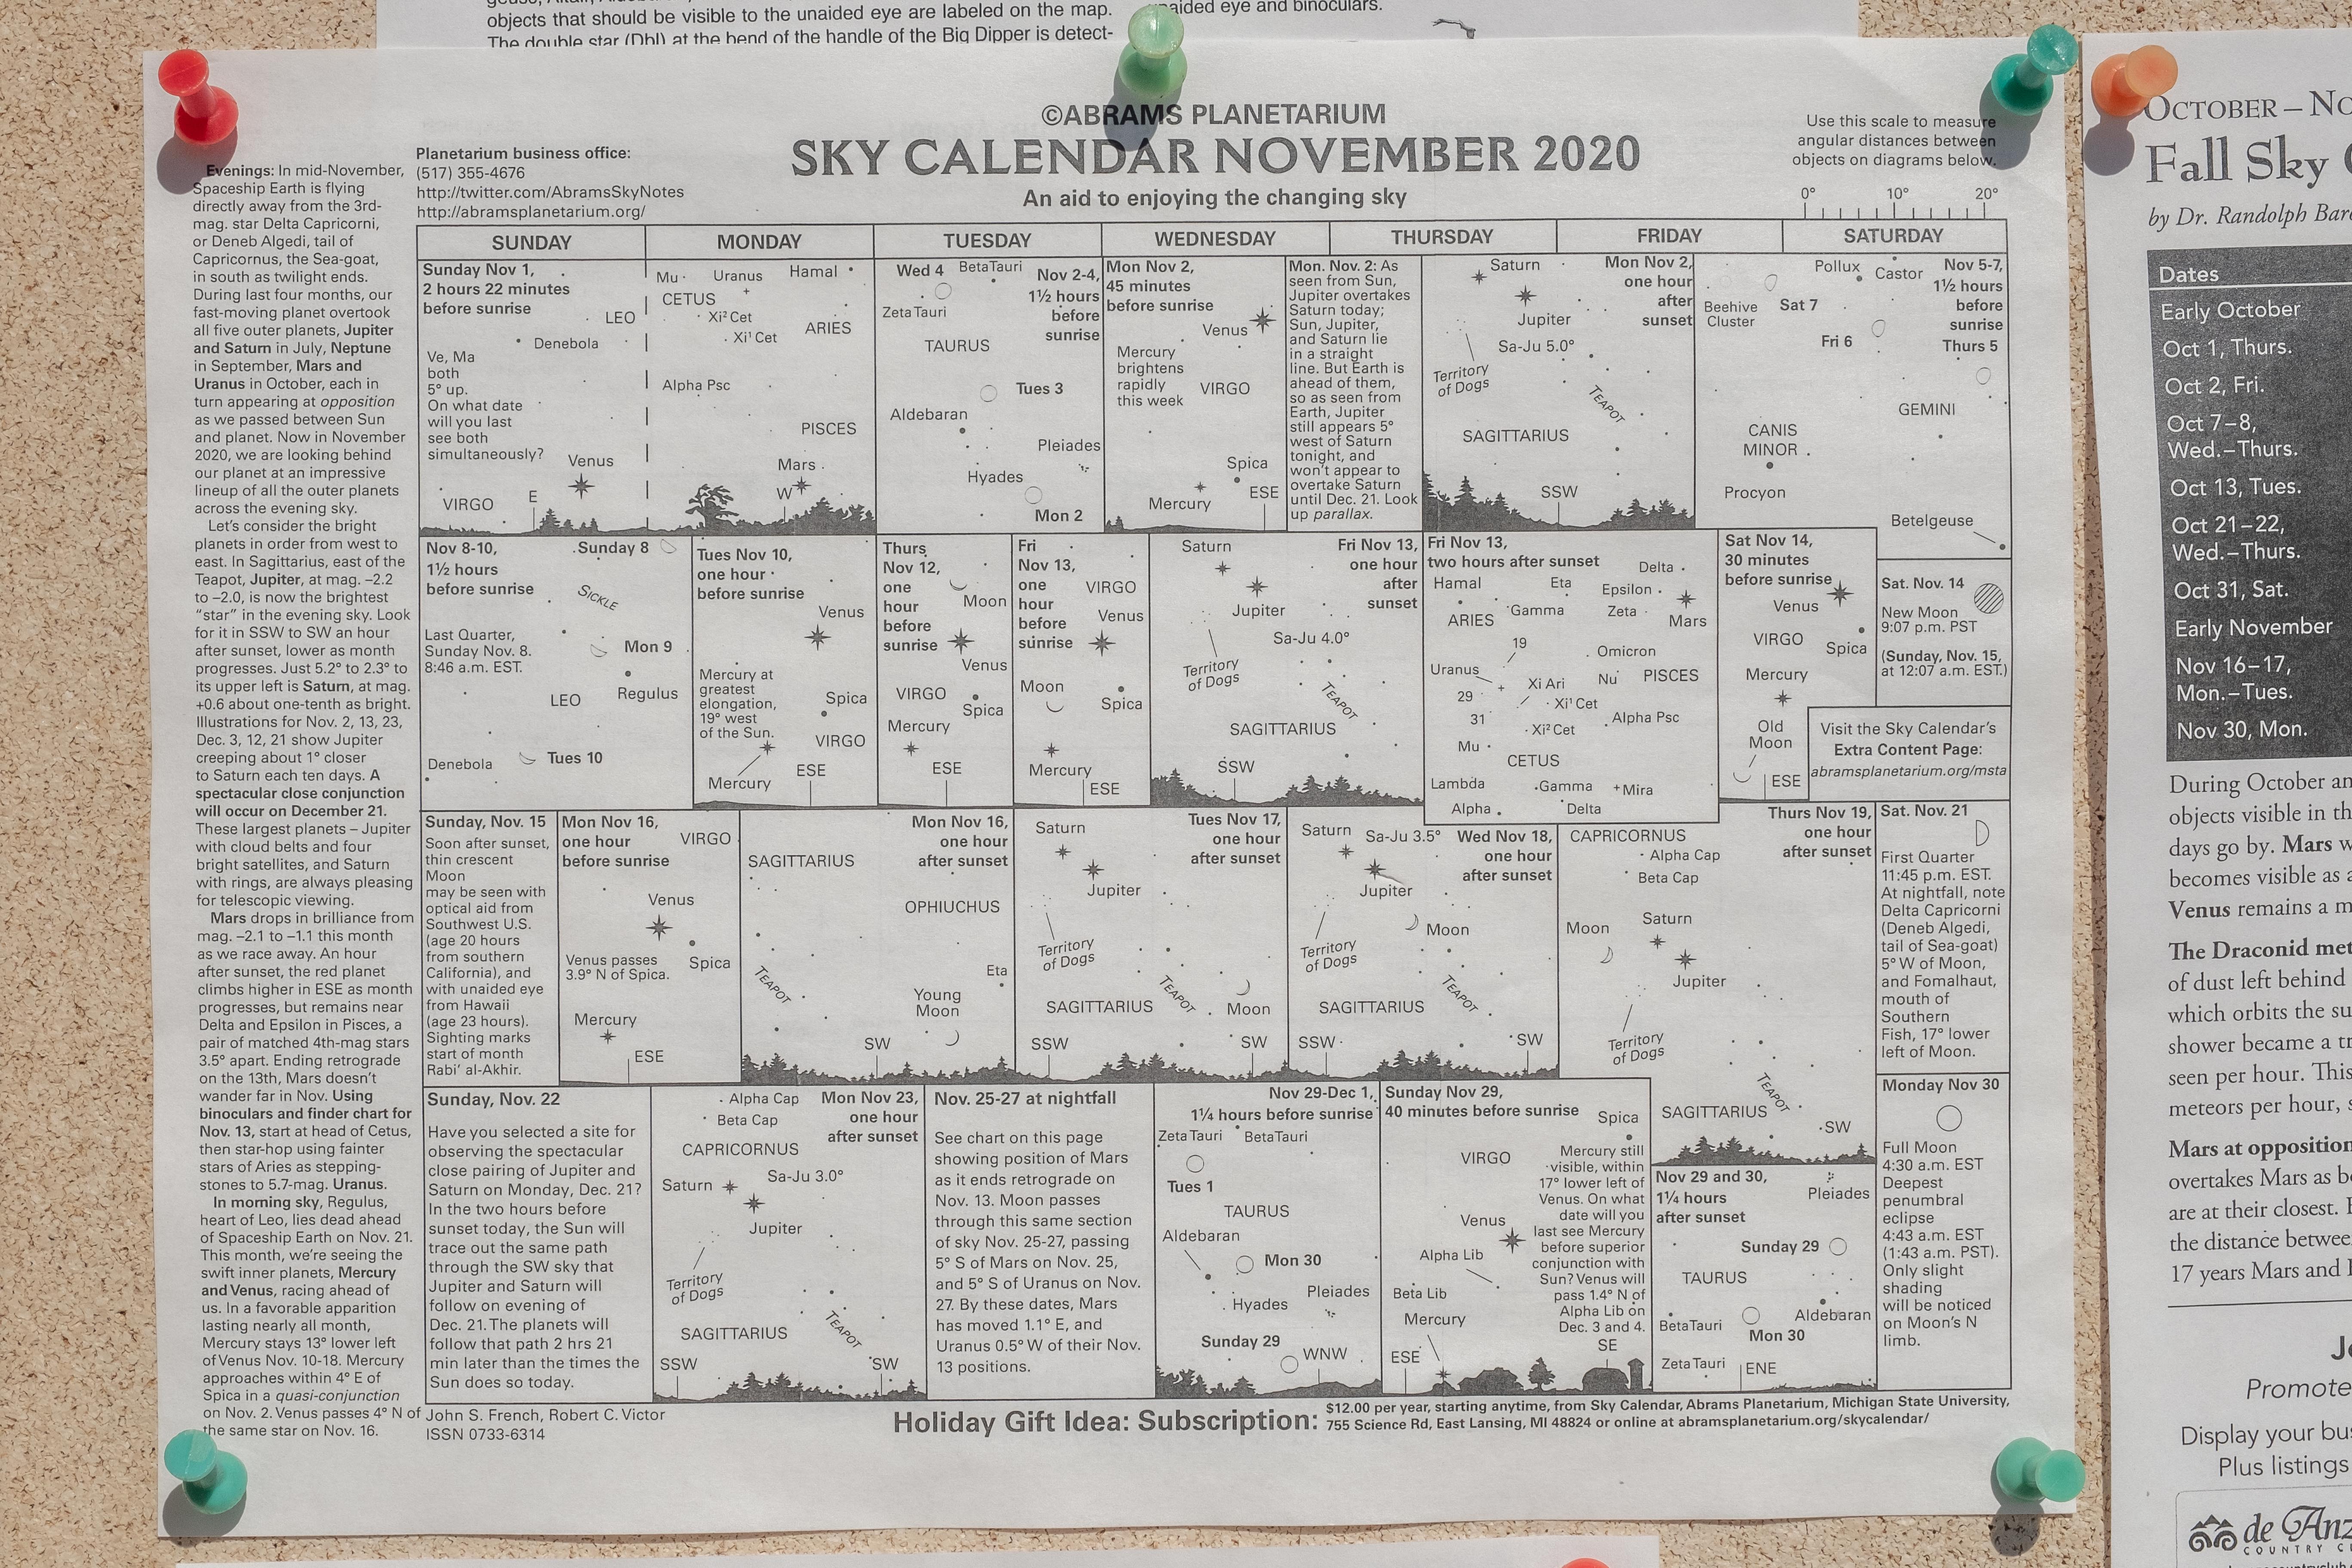 objects that should be visible to the unaided eye are labeled on the map.
The double star (Dbl) at the bend of the handle of the Big Dipper is detect-
eye and binoculars.
©ABRAMS PLANETARIUM
SKY CALENDAR NOVEMBER 2020
An aid to enjoying the changing sky
Planetarium business office:
(517) 355-4676
http://twitter.com/AbramsSkyNotes
http://abramsplanetarium.org/
Use this scale to measure
angular distances between
objects on diagrams below.
0° 10° 20°
Evenings: In mid-November,
Spaceship Earth is flying
directly away from the 3rd-
mag. star Delta Capricorni,
or Deneb Algedi, tail of
Capricornus, the Sea-goat,
in south as twilight ends.
During last four months, our
fast-moving planet overtook
all five outer planets, Jupiter
and Saturn in July, Neptune
in September, Mars and
Uranus in October, each in
turn appearing at opposition
as we passed between Sun
and planet. Now in November
2020, we are looking behind
our planet at an impressive
lineup of all the outer planets
across the evening sky.
Let's consider the bright
planets in order from west to
east. In Sagittarius, east of the
Teapot, Jupiter, at mag. –2.2
to –2.0, is now the brightest
"star" in the evening sky. Look
for it in SSW to SW an hour
after sunset, lower as month
progresses. Just 5.2° to 2.3° to
its upper left is Saturn, at mag.
+0.6 about one-tenth as bright.
Illustrations for Nov. 2, 13, 23,
Dec. 3, 12, 21 show Jupiter
creeping about 1° closer
to Saturn each ten days. A
spectacular close conjunction
will occur on December 21.
These largest planets – Jupiter
with cloud belts and four
bright satellites, and Saturn
with rings, are always pleasing
for telescopic viewing.
Mars drops in brilliance from
mag. –2.1 to –1.1 this month
as we race away. An hour
after sunset, the red planet
climbs higher in ESE as month
progresses, but remains near
Delta and Epsilon in Pisces, a
pair of matched 4th-mag stars
3.5° apart. Ending retrograde
on the 13th, Mars doesn't
wander far in Nov. Using
binoculars and finder chart for
Nov. 13, start at head of Cetus,
then star-hop using fainter
stars of Aries as stepping-
stones to 5.7-mag. Uranus.
In morning sky, Regulus,
heart of Leo, lies dead ahead
of Spaceship Earth on Nov. 21.
This month, we're seeing the
swift inner planets, Mercury
and Venus, racing ahead of
us. In a favorable apparition
lasting nearly all month,
Mercury stays 13° lower left
of Venus Nov. 10-18. Mercury
approaches within 4° E of
Spica in a quasi-conjunction
on Nov. 2. Venus passes 4° N of
the same star on Nov. 16.
SUNDAY MONDAY TUESDAY WEDNESDAY THURSDAY FRIDAY SATURDAY
Sunday Nov 1,
2 hours 22 minutes
before sunrise
LEO
Denebola
Ve, Ma
both
5° up.
On what date
will you last
see both
simultaneously?
Venus
E
VIRGO
Mu Uranus Hamal
CETUS
Xi² Cet
Xi¹ Cet
ARIES
Alpha Psc
PISCES
Mars
W
Wed 4 Beta Tauri
Nov 2-4,
1½ hours
before
sunrise
Zeta Tauri
TAURUS
Tues 3
Aldebaran
Pleiades
Hyades
Mon 2
Mon Nov 2,
45 minutes
before sunrise
Venus
Mercury
brightens
rapidly
this week
VIRGO
Spica
Mercury
ESE
Mon. Nov. 2: As
seen from Sun,
Jupiter overtakes
Saturn today;
Sun, Jupiter,
and Saturn lie
in a straight
line. But Earth is
ahead of them,
so as seen from
Earth, Jupiter
still appears 5°
west of Saturn
tonight, and
won't appear to
overtake Saturn
until Dec. 21. Look
up parallax.
Saturn
Mon Nov 2,
one hour
after
sunset
Jupiter
Sa-Ju 5.0°
Territory
of Dogs
TEAPOT
SAGITTARIUS
SSW
Pollux Castor
Nov 5-7,
1½ hours
before
sunrise
Thurs 5
Beehive
Cluster
Sat 7
Fri 6
GEMINI
CANIS
MINOR
Procyon
Betelgeuse
Nov 8-10,
1½ hours
before sunrise
Sunday 8
SICKLE
Last Quarter,
Sunday Nov. 8.
8:46 a.m. EST.
Mon 9
Regulus
LEO
Denebola
Tues 10
Tues Nov 10,
one hour
before sunrise
Venus
Mercury at
greatest
elongation,
19° west
of the Sun.
Spica
VIRGO
ESE
Mercury
Thurs
Nov 12,
one
hour
before
sunrise
Moon
Venus
VIRGO
Spica
Mercury
ESE
Fri
Nov 13,
one
hour
before
sunrise
VIRGO
Venus
Moon
Spica
Mercury
ESE
Saturn
Fri Nov 13,
one hour
after
sunset
Jupiter
Sa-Ju 4.0°
Territory
of Dogs
TEAPOT
SAGITTARIUS
SSW
Fri Nov 13,
two hours after sunset
Delta
Hamal Eta Epsilon
Gamma Zeta
ARIES Mars
19 Omicron
Uranus
Xi Ari Nu PISCES
29
Xi¹ Cet
31 Alpha Psc
Xi² Cet
Mu
CETUS
Lambda Gamma Mira
Alpha Delta
Sat Nov 14,
30 minutes
before sunrise
Venus
VIRGO
Spica
Mercury
Old
Moon
ESE
Sat. Nov. 14
New Moon
9:07 p.m. PST
(Sunday, Nov. 15,
at 12:07 a.m. EST.)
Visit the Sky Calendar's
Extra Content Page:
abramsplanetarium.org/msta
Sunday, Nov. 15
Soon after sunset,
thin crescent
Moon
may be seen with
optical aid from
Southwest U.S.
(age 20 hours
from southern
California), and
with unaided eye
from Hawaii
(age 23 hours).
Sighting marks
start of month
Rabi' al-Akhir.
Mon Nov 16,
one hour
before sunrise
VIRGO
Venus
Venus passes
3.9° N of Spica.
Spica
Mercury
ESE
Mon Nov 16,
one hour
after sunset
SAGITTARIUS
OPHIUCHUS
Eta
TEAPOT
Young
Moon
SW
Saturn
Tues Nov 17,
one hour
after sunset
Jupiter
Territory
of Dogs
TEAPOT
SAGITTARIUS
Moon
SSW SW
Saturn Sa-Ju 3.5°
Wed Nov 18,
one hour
after sunset
Jupiter
Moon
Territory
of Dogs
TEAPOT
SAGITTARIUS
SSW SW
Thurs Nov 19,
one hour
after sunset
CAPRICORNUS
Alpha Cap
Beta Cap
Moon Saturn
Jupiter
Territory
of Dogs
TEAPOT
SAGITTARIUS
SW
Sat. Nov. 21
First Quarter
11:45 p.m. EST.
At nightfall, note
Delta Capricorni
(Deneb Algedi,
tail of Sea-goat)
5° W of Moon,
and Fomalhaut,
mouth of
Southern
Fish, 17° lower
left of Moon.
Sunday, Nov. 22
Have you selected a site for
observing the spectacular
close pairing of Jupiter and
Saturn on Monday, Dec. 21?
In the two hours before
sunset today, the Sun will
trace out the same path
through the SW sky that
Jupiter and Saturn will
follow on evening of
Dec. 21. The planets will
follow that path 2 hrs 21
min later than the times the
Sun does so today.
Alpha Cap
Beta Cap
Mon Nov 23,
one hour
after sunset
CAPRICORNUS
Saturn Sa-Ju 3.0°
Jupiter
Territory
of Dogs
TEAPOT
SAGITTARIUS
SSW SW
Nov. 25-27 at nightfall
See chart on this page
showing position of Mars
as it ends retrograde on
Nov. 13. Moon passes
through this same section
of sky Nov. 25-27, passing
5° S of Mars on Nov. 25,
and 5° S of Uranus on Nov.
27. By these dates, Mars
has moved 1.1° E, and
Uranus 0.5° W of their Nov.
13 positions.
Nov 29-Dec 1,
1¼ hours before sunrise
Zeta Tauri Beta Tauri
Tues 1
TAURUS
Aldebaran
Mon 30
Pleiades
Hyades
Sunday 29
WNW
Sunday Nov 29,
40 minutes before sunrise
Spica
VIRGO
Mercury still
visible, within
17° lower left of
Venus. On what
date will you
last see Mercury
before superior
conjunction with
Sun? Venus will
pass 1.4° N of
Alpha Lib on
Dec. 3 and 4.
Venus
Alpha Lib
Beta Lib
Mercury
ESE SE
Nov 29 and 30,
1¼ hours
after sunset
Pleiades
Sunday 29
TAURUS
Aldebaran
Beta Tauri
Mon 30
Zeta Tauri
ENE
Monday Nov 30
Full Moon
4:30 a.m. EST
Deepest
penumbral
eclipse
4:43 a.m. EST
(1:43 a.m. PST).
Only slight
shading
will be noticed
on Moon's N
limb.
John S. French, Robert C. Victor
ISSN 0733-6314
Holiday Gift Idea: Subscription:
$12.00 per year, starting anytime, from Sky Calendar, Abrams Planetarium, Michigan State University,
755 Science Rd, East Lansing, MI 48824 or online at abramsplanetarium.org/skycalendar/
OCTOBER – NO
Fall Sky
by Dr. Randolph
Dates
Early October
Oct 1, Thurs.
Oct 2, Fri.
Oct 7–8,
Wed.–Thurs.
Oct 13, Tues.
Oct 21–22,
Wed.–Thurs.
Oct 31, Sat.
Early November
Nov 16–17,
Mon.–Tues.
Nov 30, Mon.
During October an
objects visible in th
days go by. Mars w
becomes visible as a
Venus remains a m
The Draconid met
of dust left behind
which orbits the su
shower became a tr
seen per hour. This
meteors per hour, s
Mars at opposition
overtakes Mars as b
are at their closest.
the distance betwee
17 years Mars and
Promote
Display your bu
Plus listings
de Anz
COUNTRY C